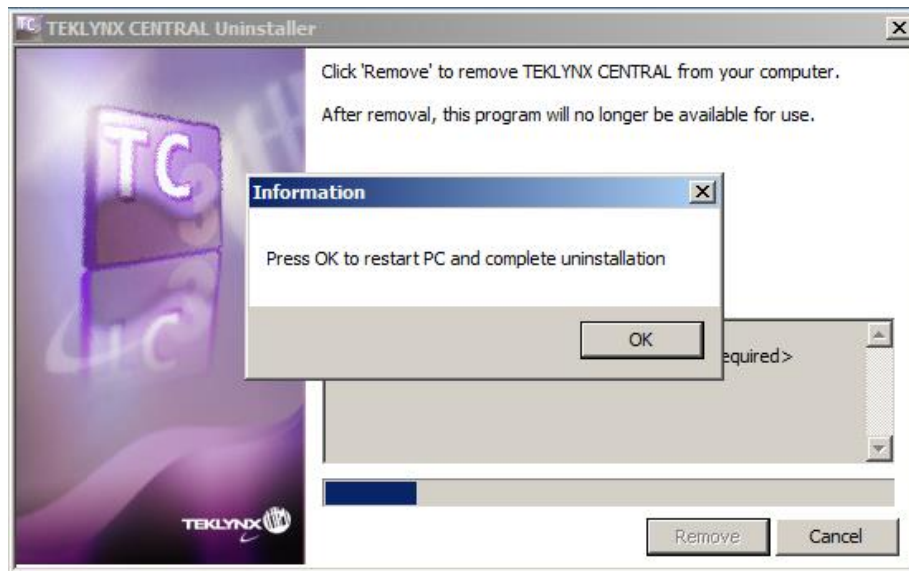 TEKLYNX CENTRAL Uninstaller
Click 'Remove' to remove TEKLYNX CENTRAL from your computer.
After removal, this program will no longer be available for use.
TC
Information
Press OK to restart PC and complete uninstallation
OK
equired>
TEKLYNX
Remove
Cancel